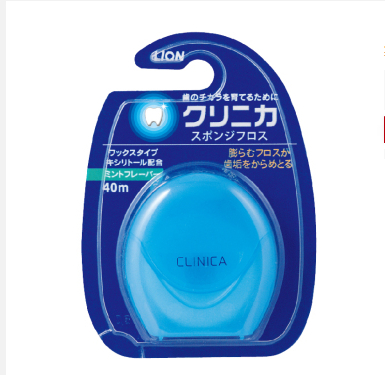 LION
歯のチカラを育てるために
クリニカ
スポンジフロス
ワックスタイプ
キシリトール配合
ミントフレーバー
40m
膨らむフロスが
歯垢をからめとる
CLINICA